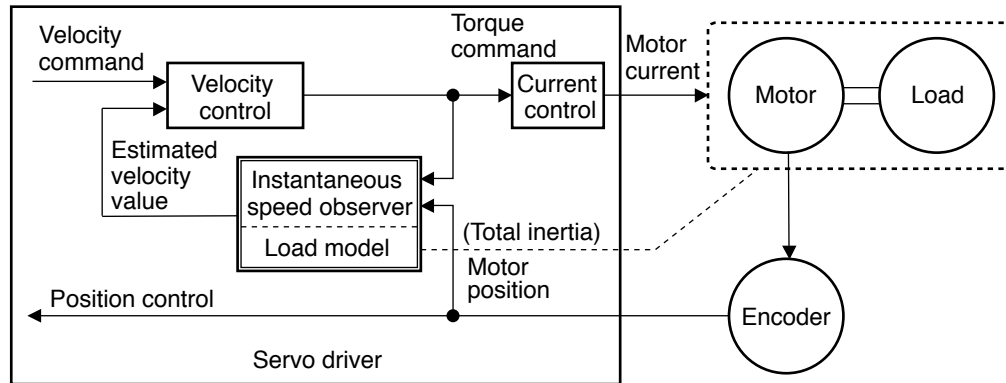 Velocity
command
Torque
command
Motor
current
Velocity
control
Current
control
Motor
Load
Estimated
velocity
value
Instantaneous
speed observer
Load model
(Total inertia)
Motor
position
Position control
Encoder
Servo driver